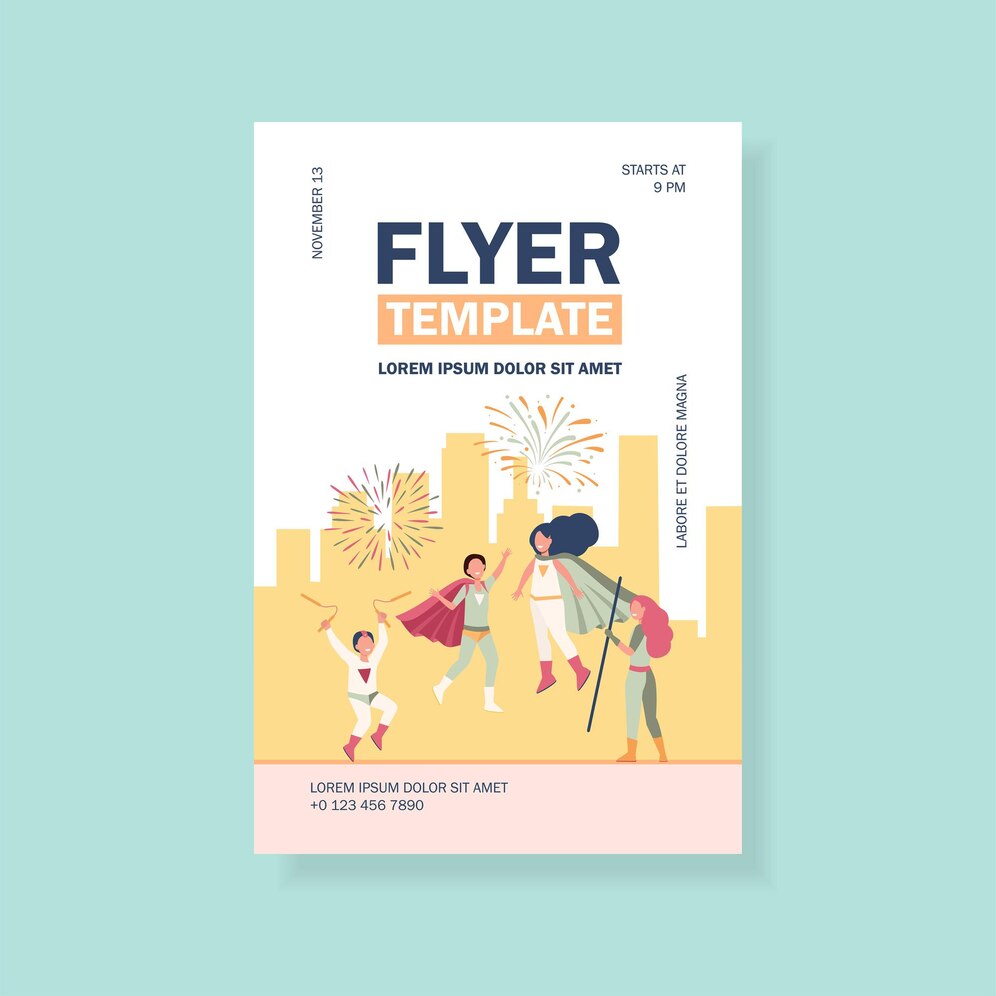 NOVEMBER 13
STARTS AT
9 PM
FLYER
TEMPLATE
LOREM IPSUM DOLOR SIT AMET
LABORE ET DOLORE MAGNA
LOREM IPSUM DOLOR SIT AMET
+0 123 456 7890